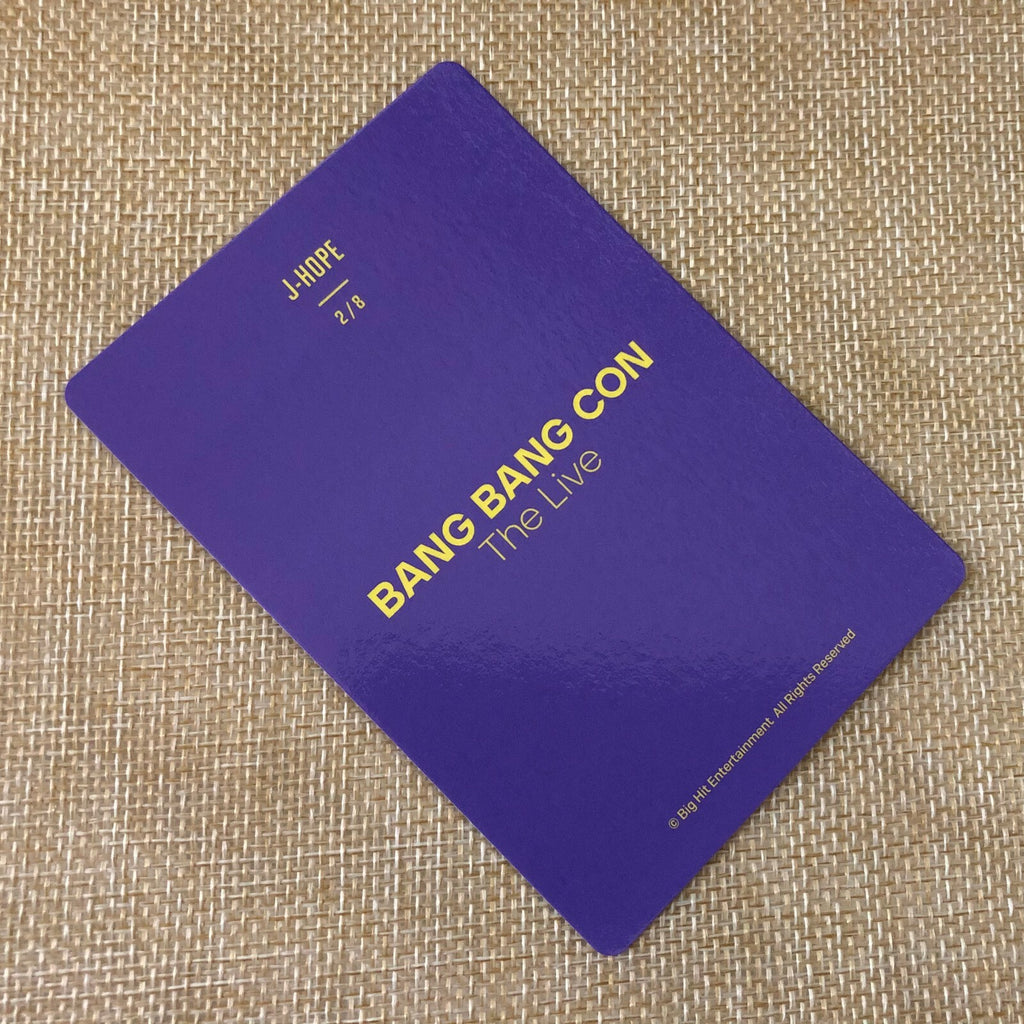 J-HOPE
2/8
BANG BANG CON
The Live
© Big Hit Entertainment All Rights Reserved